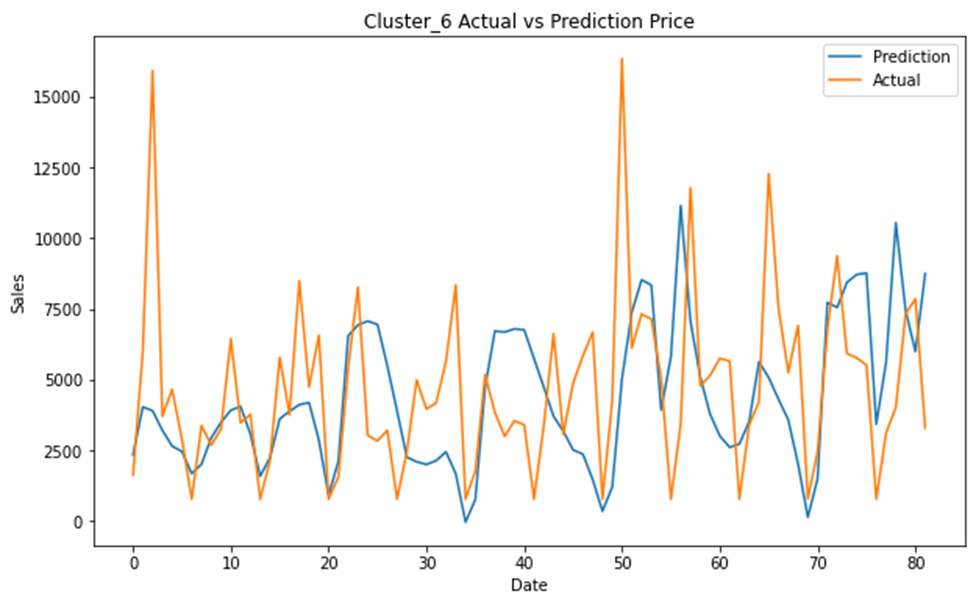 Cluster_6 Actual vs Prediction Price
Prediction
Actual
15000
12500
10000
7500
5000
2500
0
Sales
0 10 20 30 40 50 60 70 80
Date